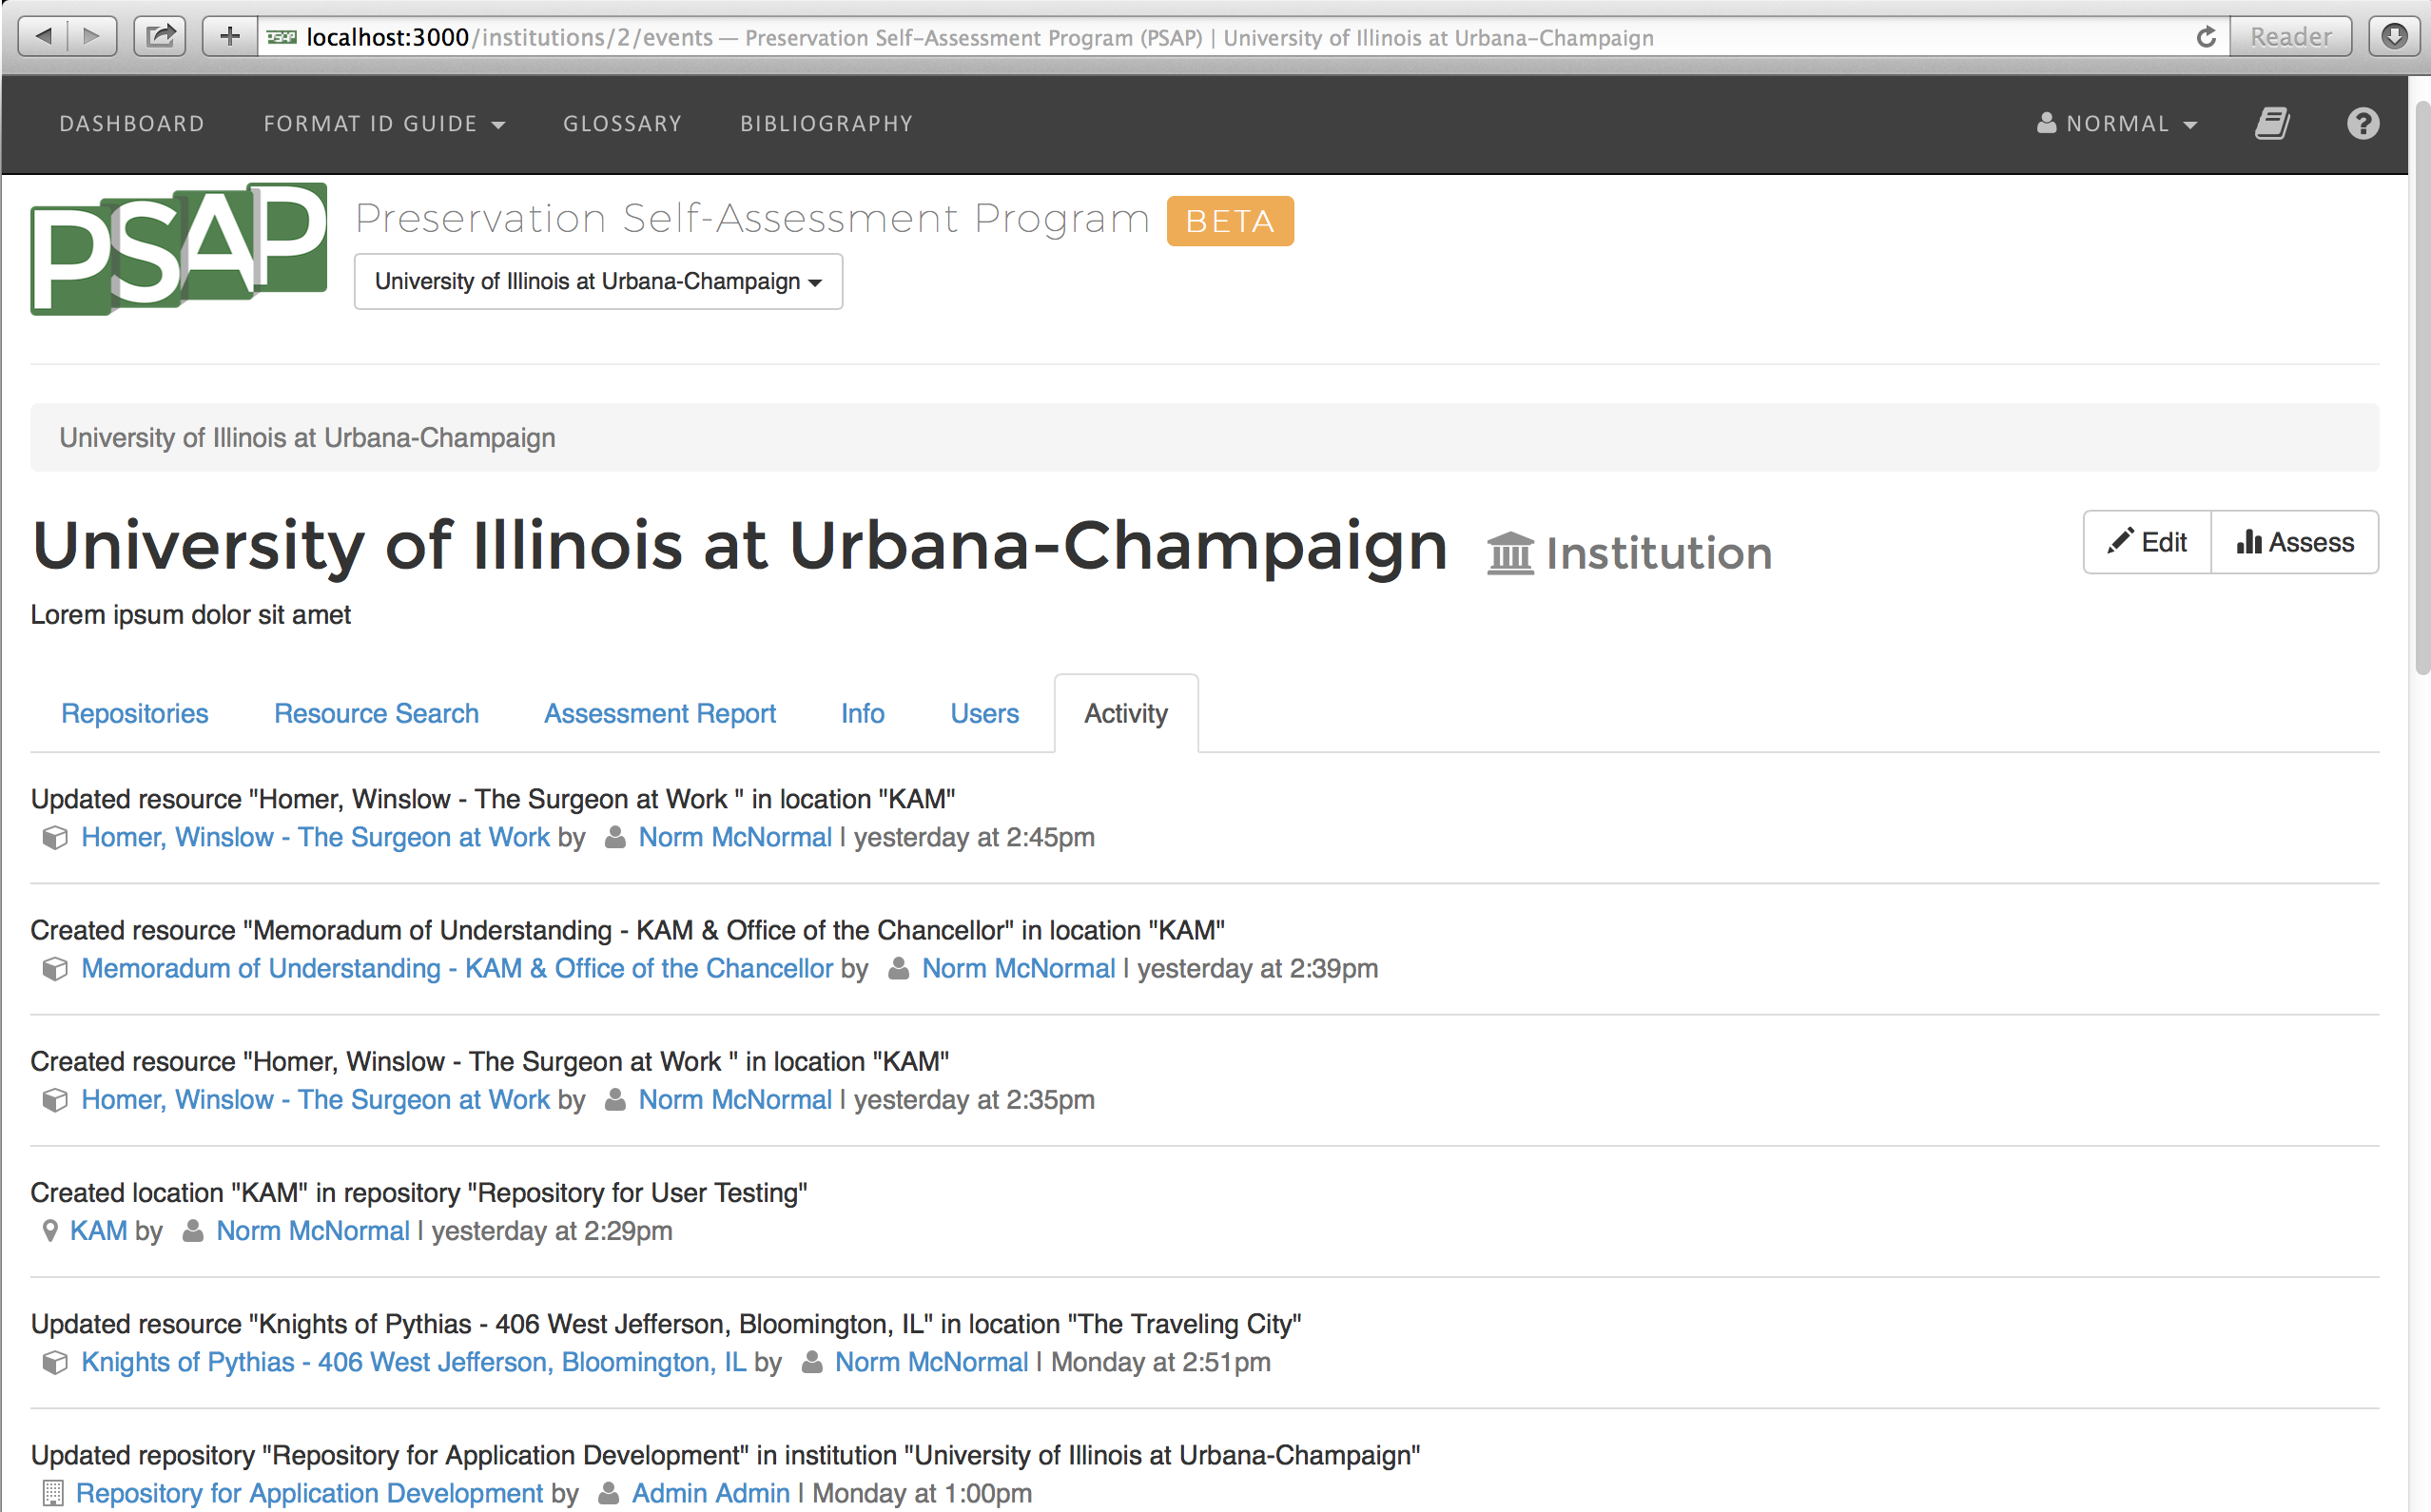 localhost:3000/institutions/2/events — Preservation Self-Assessment Program (PSAP) | University of Illinois at Urbana-Champaign
Reader
DASHBOARD FORMAT ID GUIDE GLOSSARY BIBLIOGRAPHY NORMAL
PSAP
Preservation Self-Assessment Program BETA
University of Illinois at Urbana-Champaign
University of Illinois at Urbana-Champaign
University of Illinois at Urbana-Champaign Institution
Edit Assess
Lorem ipsum dolor sit amet
Repositories Resource Search Assessment Report Info Users Activity
Updated resource "Homer, Winslow - The Surgeon at Work " in location "KAM"
Homer, Winslow - The Surgeon at Work by Norm McNormal | yesterday at 2:45pm
Created resource "Memoradum of Understanding - KAM & Office of the Chancellor" in location "KAM"
Memoradum of Understanding - KAM & Office of the Chancellor by Norm McNormal | yesterday at 2:39pm
Created resource "Homer, Winslow - The Surgeon at Work " in location "KAM"
Homer, Winslow - The Surgeon at Work by Norm McNormal | yesterday at 2:35pm
Created location "KAM" in repository "Repository for User Testing"
KAM by Norm McNormal | yesterday at 2:29pm
Updated resource "Knights of Pythias - 406 West Jefferson, Bloomington, IL" in location "The Traveling City"
Knights of Pythias - 406 West Jefferson, Bloomington, IL by Norm McNormal | Monday at 2:51pm
Updated repository "Repository for Application Development" in institution "University of Illinois at Urbana-Champaign"
Repository for Application Development by Admin Admin | Monday at 1:00pm